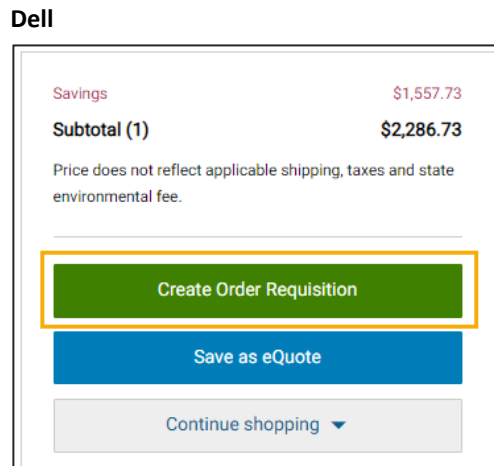 Dell
Savings $1,557.73
Subtotal (1) $2,286.73
Price does not reflect applicable shipping, taxes and state
environmental fee.
Create Order Requisition
Save as eQuote
Continue shopping